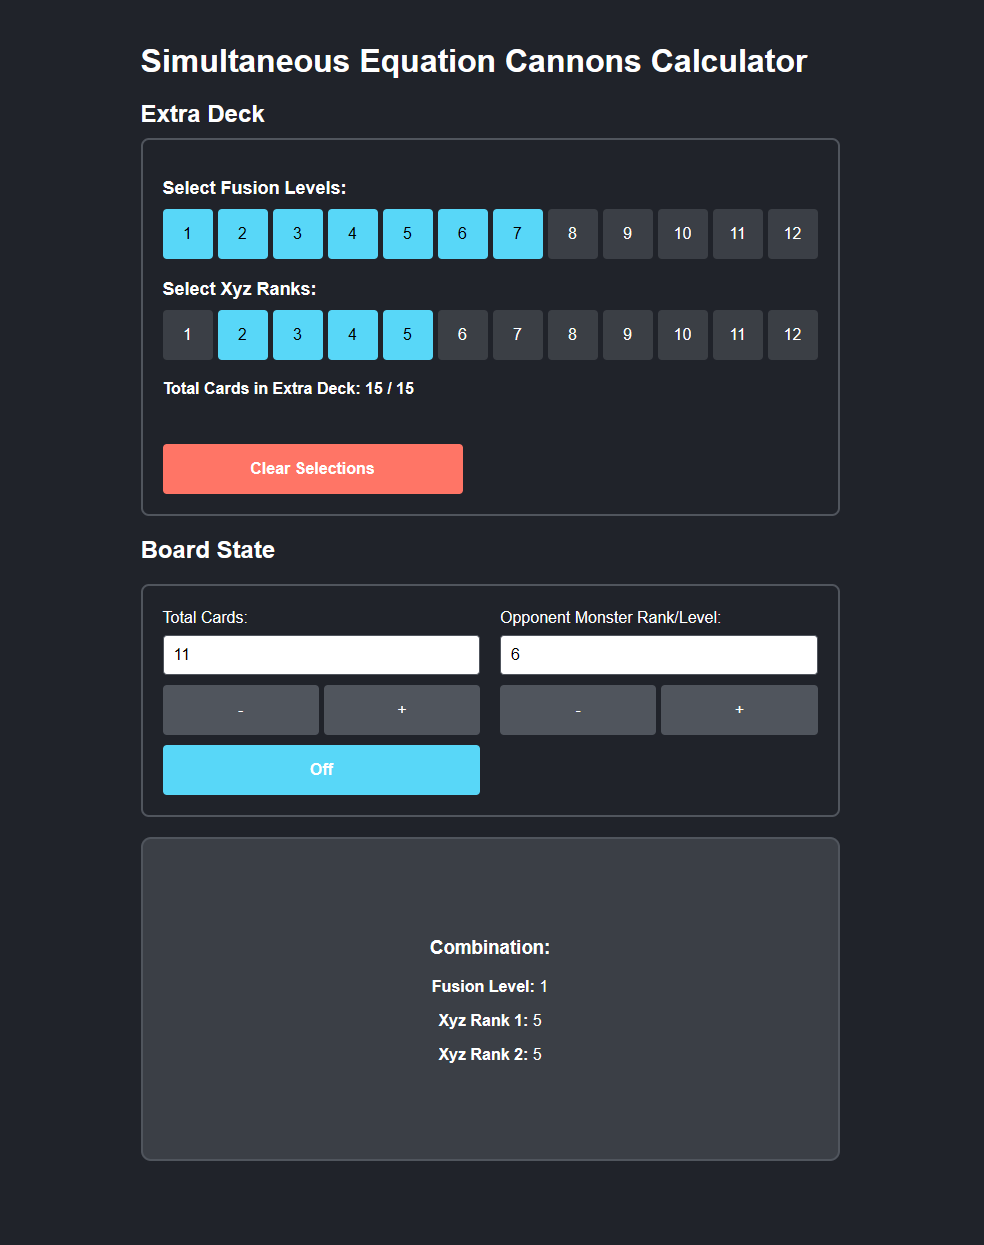 Simultaneous Equation Cannons Calculator
Extra Deck
Select Fusion Levels:
1 2 3 4 5 6 7 8 9 10 11 12
Select Xyz Ranks:
1 2 3 4 5 6 7 8 9 10 11 12
Total Cards in Extra Deck: 15 / 15
Clear Selections
Board State
Total Cards: Opponent Monster Rank/Level:
11 6
- + - +
Off
Combination:
Fusion Level: 1
Xyz Rank 1: 5
Xyz Rank 2: 5